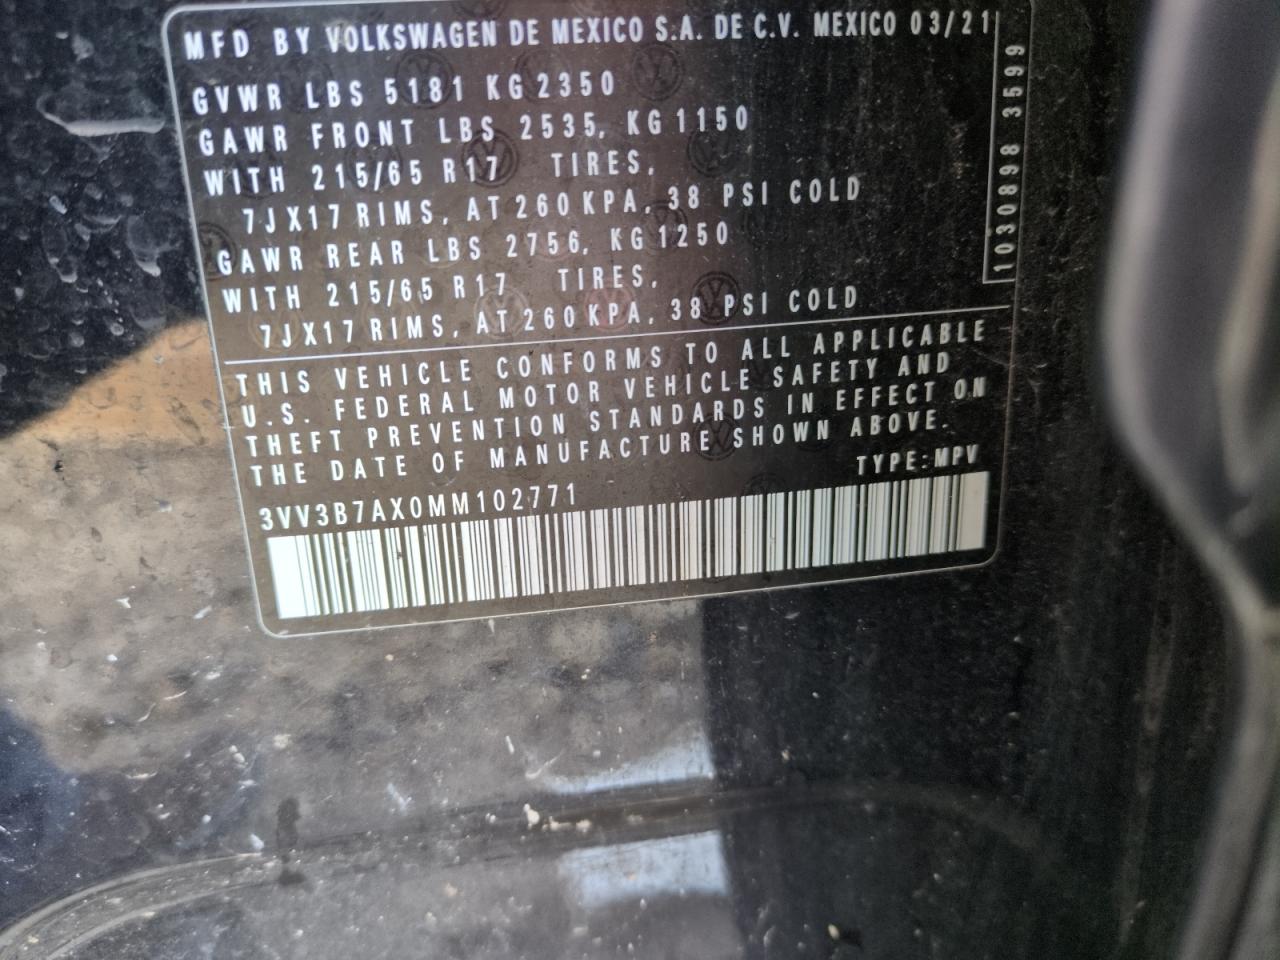 MFD BY VOLKSWAGEN DE MEXICO S.A. DE C.V. MEXICO 03/21
GVWR LBS 5181 KG 2350
GAWR FRONT LBS 2535, KG 1150
WITH 215/65 R17 TIRES,
7JX17 RIMS, AT 260 KPA, 38 PSI COLD
GAWR REAR LBS 2756, KG 1250
WITH 215/65 R17 TIRES,
7JX17 RIMS, AT 260 KPA, 38 PSI COLD
1030898 3599
THIS VEHICLE CONFORMS TO ALL APPLICABLE
U.S. FEDERAL MOTOR VEHICLE SAFETY AND
THEFT PREVENTION STANDARDS IN EFFECT ON
THE DATE OF MANUFACTURE SHOWN ABOVE.
TYPE: MPV
3VV3B7AX0MM102771